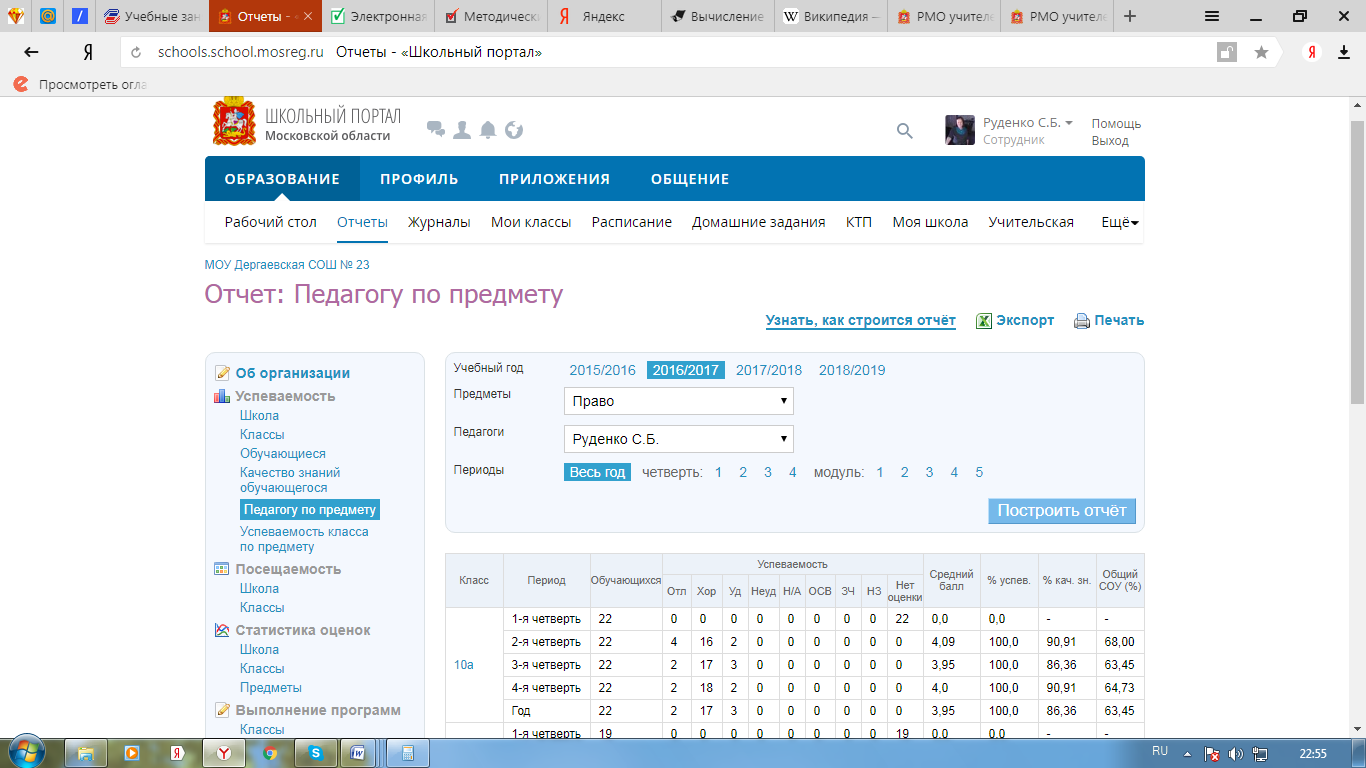 Учебные зан
Отчеты - «
Электронная
Методически
Яндекс
Вычисление
Википедия —
РМО учителе
РМО учителе
schools.school.mosreg.ru Отчеты - «Школьный портал»
Просмотреть огла
ШКОЛЬНЫЙ ПОРТАЛ
Московской области
Руденко С.Б.
Сотрудник
Помощь
Выход
ОБРАЗОВАНИЕ ПРОФИЛЬ ПРИЛОЖЕНИЯ ОБЩЕНИЕ
Рабочий стол Отчеты Журналы Мои классы Расписание Домашние задания КТП Моя школа Учительская Ещё
МОУ Дергаевская СОШ № 23
Отчет: Педагогу по предмету
Узнать, как строится отчёт Экспорт Печать
Об организации
Успеваемость
Школа
Классы
Обучающиеся
Качество знаний
обучающегося
Педагогу по предмету
Успеваемость класса
по предмету
Посещаемость
Школа
Классы
Статистика оценок
Школа
Классы
Предметы
Выполнение программ
Классы
Учебный год 2015/2016 2016/2017 2017/2018 2018/2019
Предметы Право
Педагоги Руденко С.Б.
Периоды Весь год четверть: 1 2 3 4 модуль: 1 2 3 4 5
Построить отчёт
Класс Период Обучающихся Успеваемость Средний балл % успев. % кач. зн. Общий СОУ (%)
Отл Хор Уд Неуд Н/А ОСВ ЗЧ НЗ Нет оценки
10а
1-я четверть 22 0 0 0 0 0 0 0 0 22 0,0 0,0 - -
2-я четверть 22 4 16 2 0 0 0 0 0 0 4,09 100,0 90,91 68,00
3-я четверть 22 2 17 3 0 0 0 0 0 0 3,95 100,0 86,36 63,45
4-я четверть 22 2 18 2 0 0 0 0 0 0 4,0 100,0 90,91 64,73
Год 22 2 17 3 0 0 0 0 0 0 3,95 100,0 86,36 63,45
1-я четверть 19 0 0 0 0 0 0 0 0 19 0,0 0,0 - -
RU 22:55